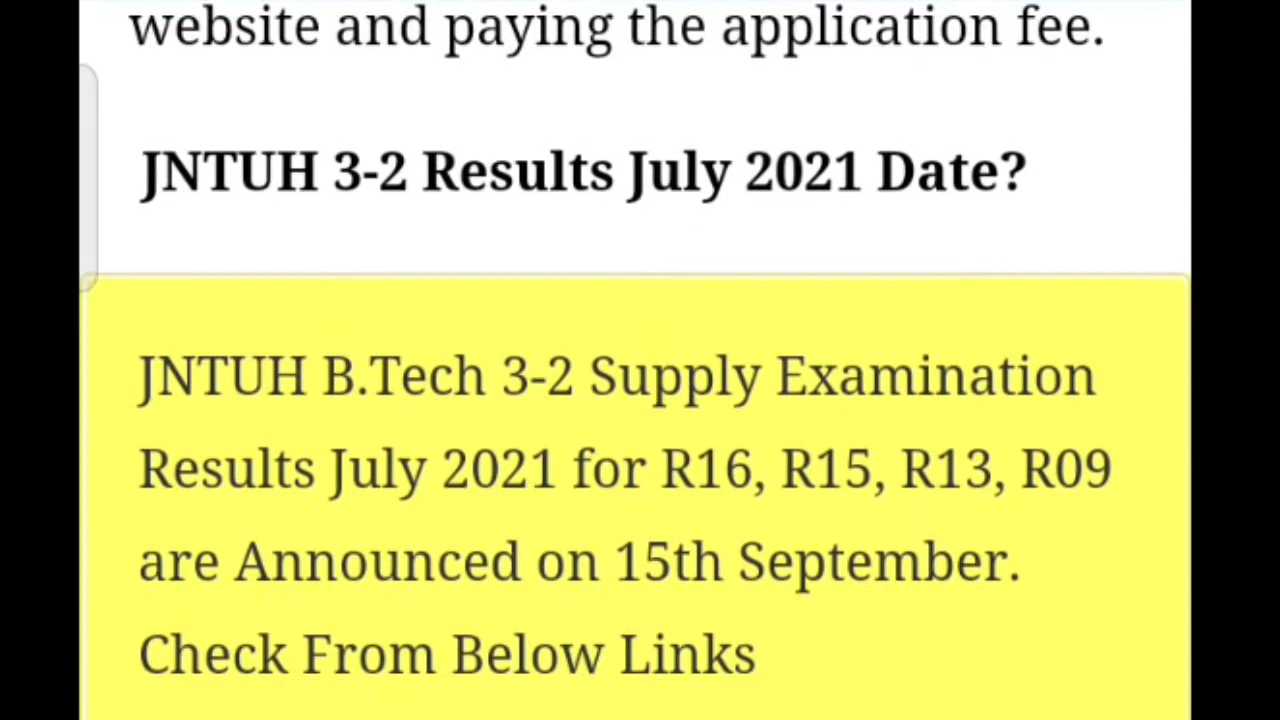 website and paying the application fee.
JNTUH 3-2 Results July 2021 Date?
JNTUH B.Tech 3-2 Supply Examination
Results July 2021 for R16, R15, R13, R09
are Announced on 15th September.
Check From Below Links